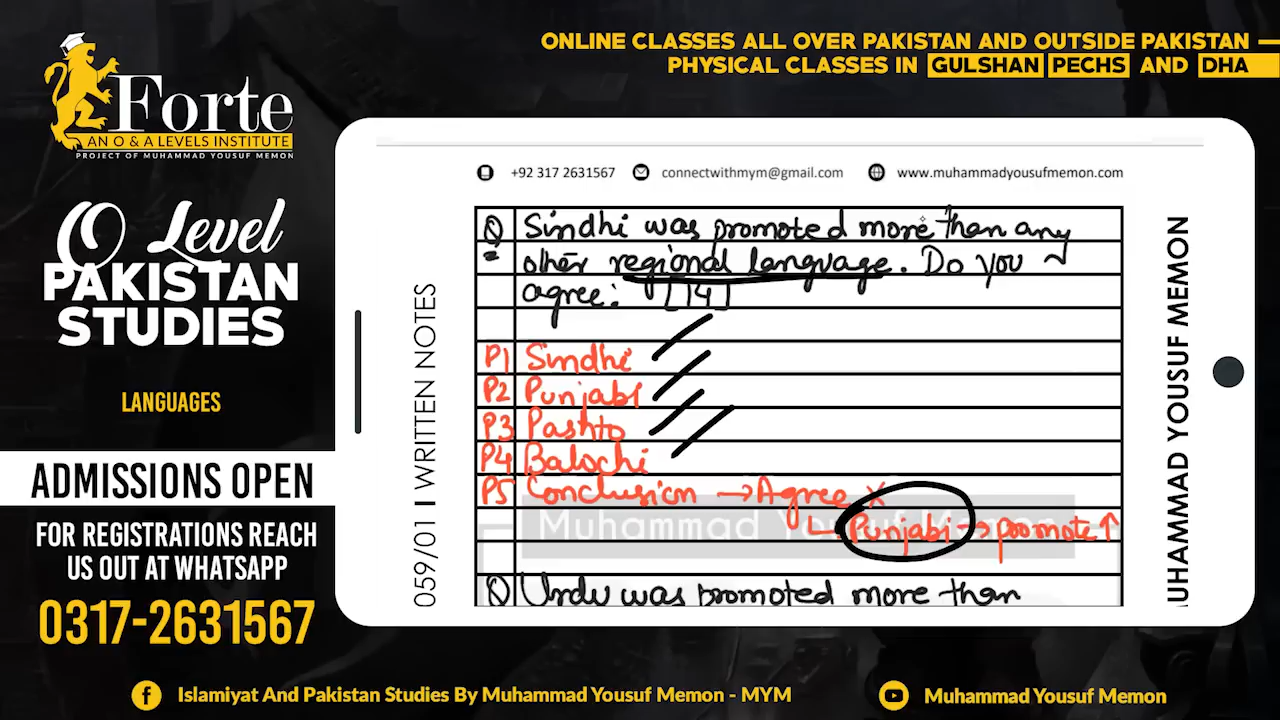 Forte
AN O & A LEVELS INSTITUTE
PROJECT OF MUHAMMAD YOUSUF MEMON
ONLINE CLASSES ALL OVER PAKISTAN AND OUTSIDE PAKISTAN
PHYSICAL CLASSES IN GULSHAN PECHS AND DHA
O Level
PAKISTAN
STUDIES
LANGUAGES
ADMISSIONS OPEN
FOR REGISTRATIONS REACH
US OUT AT WHATSAPP
0317-2631567
+92 317 2631567 connectwithmym@gmail.com www.muhammadyousufmemon.com
2059/01 I WRITTEN NOTES
Q Sindhi was promoted more than any
other regional language. Do you
agree: [14]
P1 Sindhi
P2 Punjabi
P3 Pashto
P4 Balochi
P5 Conclusion → Agree X
Punjabi → promote ↑
Muhammad Yousuf M
Q Urdu was promoted more than
MUHAMMAD YOUSUF MEMON
Islamiyat And Pakistan Studies By Muhammad Yousuf Memon - MYM
Muhammad Yousuf Memon